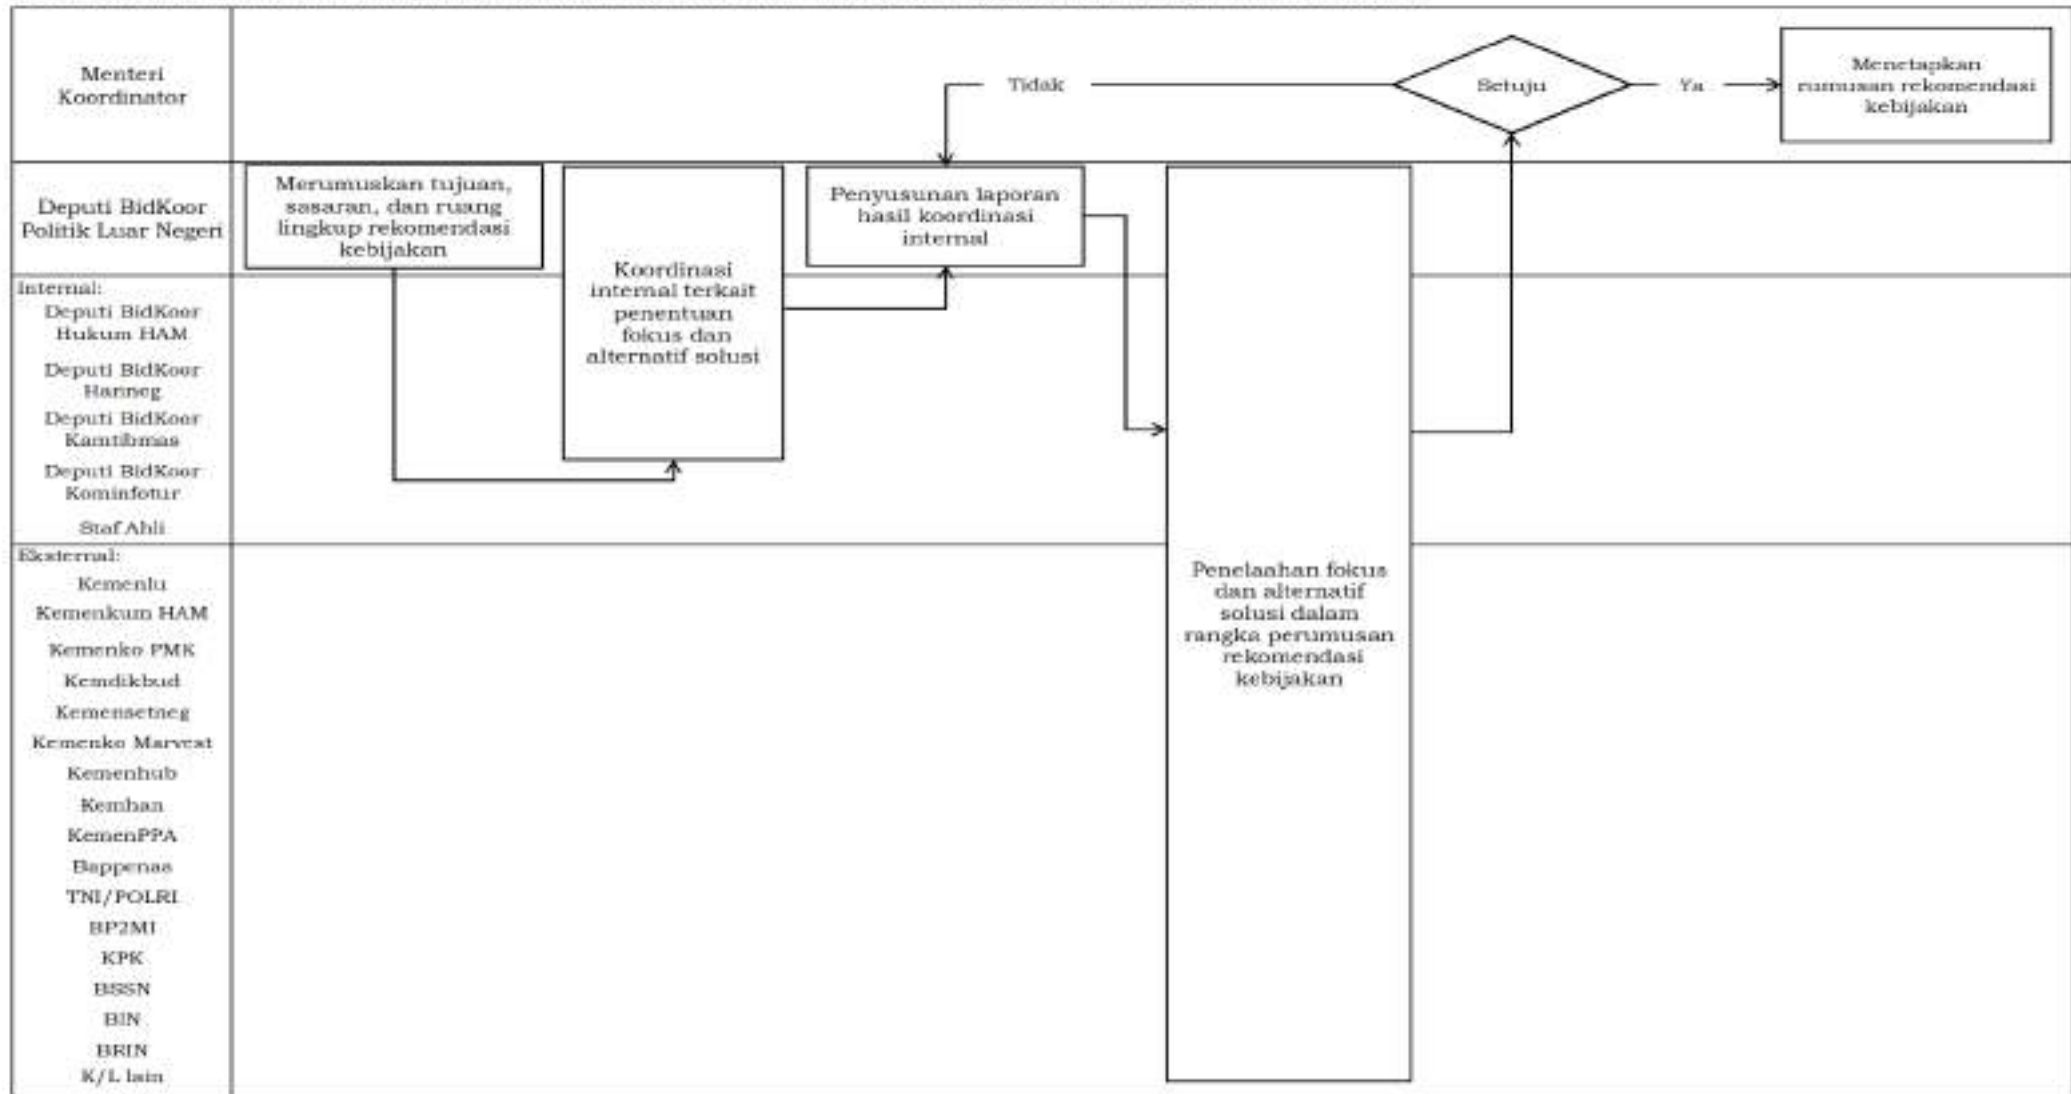 Menteri
Koordinator
Tidak
Setuju
Ya
Menetapkan
rumusan rekomendasi
kebijakan
Deputi BidKoor
Politik Luar Negeri
Merumuskan tujuan,
sasaran, dan ruang
lingkup rekomendasi
kebijakan
Koordinasi
internal terkait
penentuan
fokus dan
alternatif solusi
Penyusunan laporan
hasil koordinasi
internal
Internal:
Deputi BidKoor
Hukum HAM
Deputi BidKoor
Hanneg
Deputi BidKoor
Kamtibmas
Deputi BidKoor
Kominfotur
Staf Ahli
Eksternal:
Kemenlu
Kemenkum HAM
Kemenko PMK
Kemdikbud
Kemensetneg
Kemenko Marvest
Kemenhub
Kemhan
KemenPPA
Bappenas
TNI/POLRI
BP2MI
KPK
BSSN
BIN
BRIN
K/L lain
Penelaahan fokus
dan alternatif
solusi dalam
rangka perumusan
rekomendasi
kebijakan